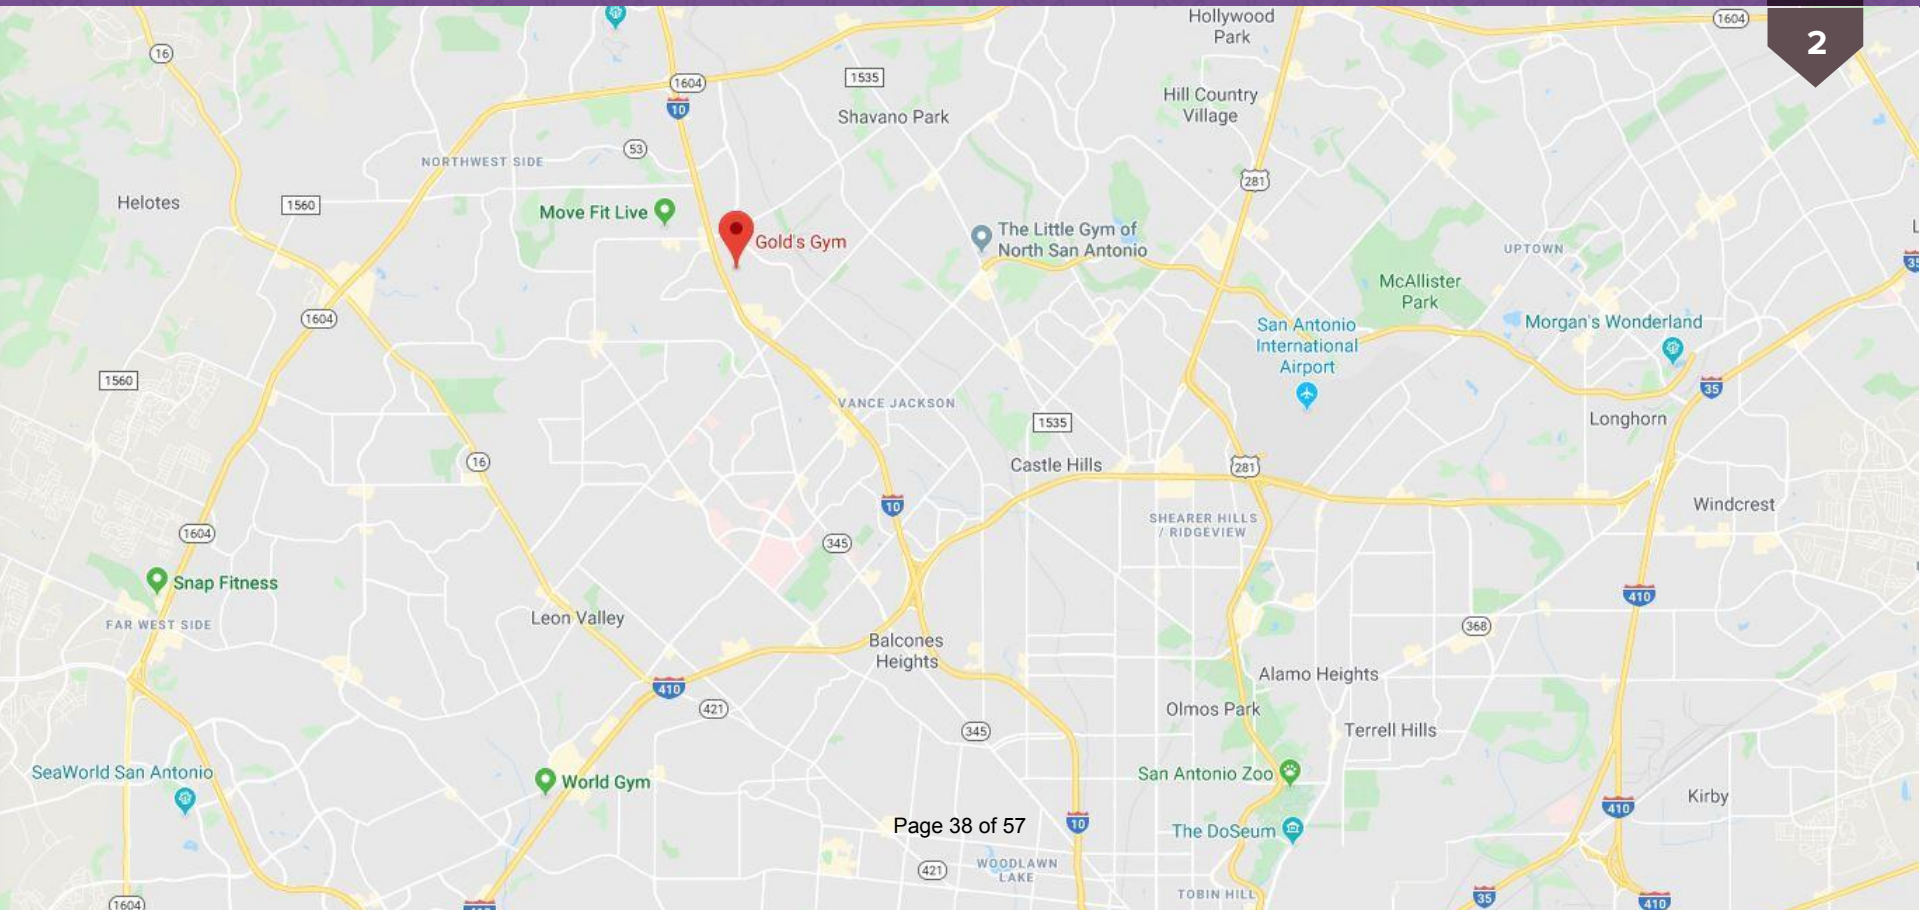 Hollywood
Park
1604
2
16
1604
1535
10
Hill Country
Village
Shavano Park
53
NORTHWEST SIDE
281
Helotes
1560
Move Fit Live
Gold's Gym
The Little Gym of
North San Antonio
UPTOWN
L
35
McAllister
Park
1604
San Antonio
International
Airport
Morgan's Wonderland
1560
35
VANCE JACKSON
1535
Longhorn
16
Castle Hills
281
10
Windcrest
SHEARER HILLS
/ RIDGEVIEW
1604
345
Snap Fitness
410
FAR WEST SIDE
Leon Valley
368
Balcones
Heights
Alamo Heights
410
421
Olmos Park
345
Terrell Hills
SeaWorld San Antonio
World Gym
San Antonio Zoo
Kirby
410
Page 38 of 57
10
The DoSeum
421
WOODLAWN
LAKE
TOBIN HILL
35
410
1604